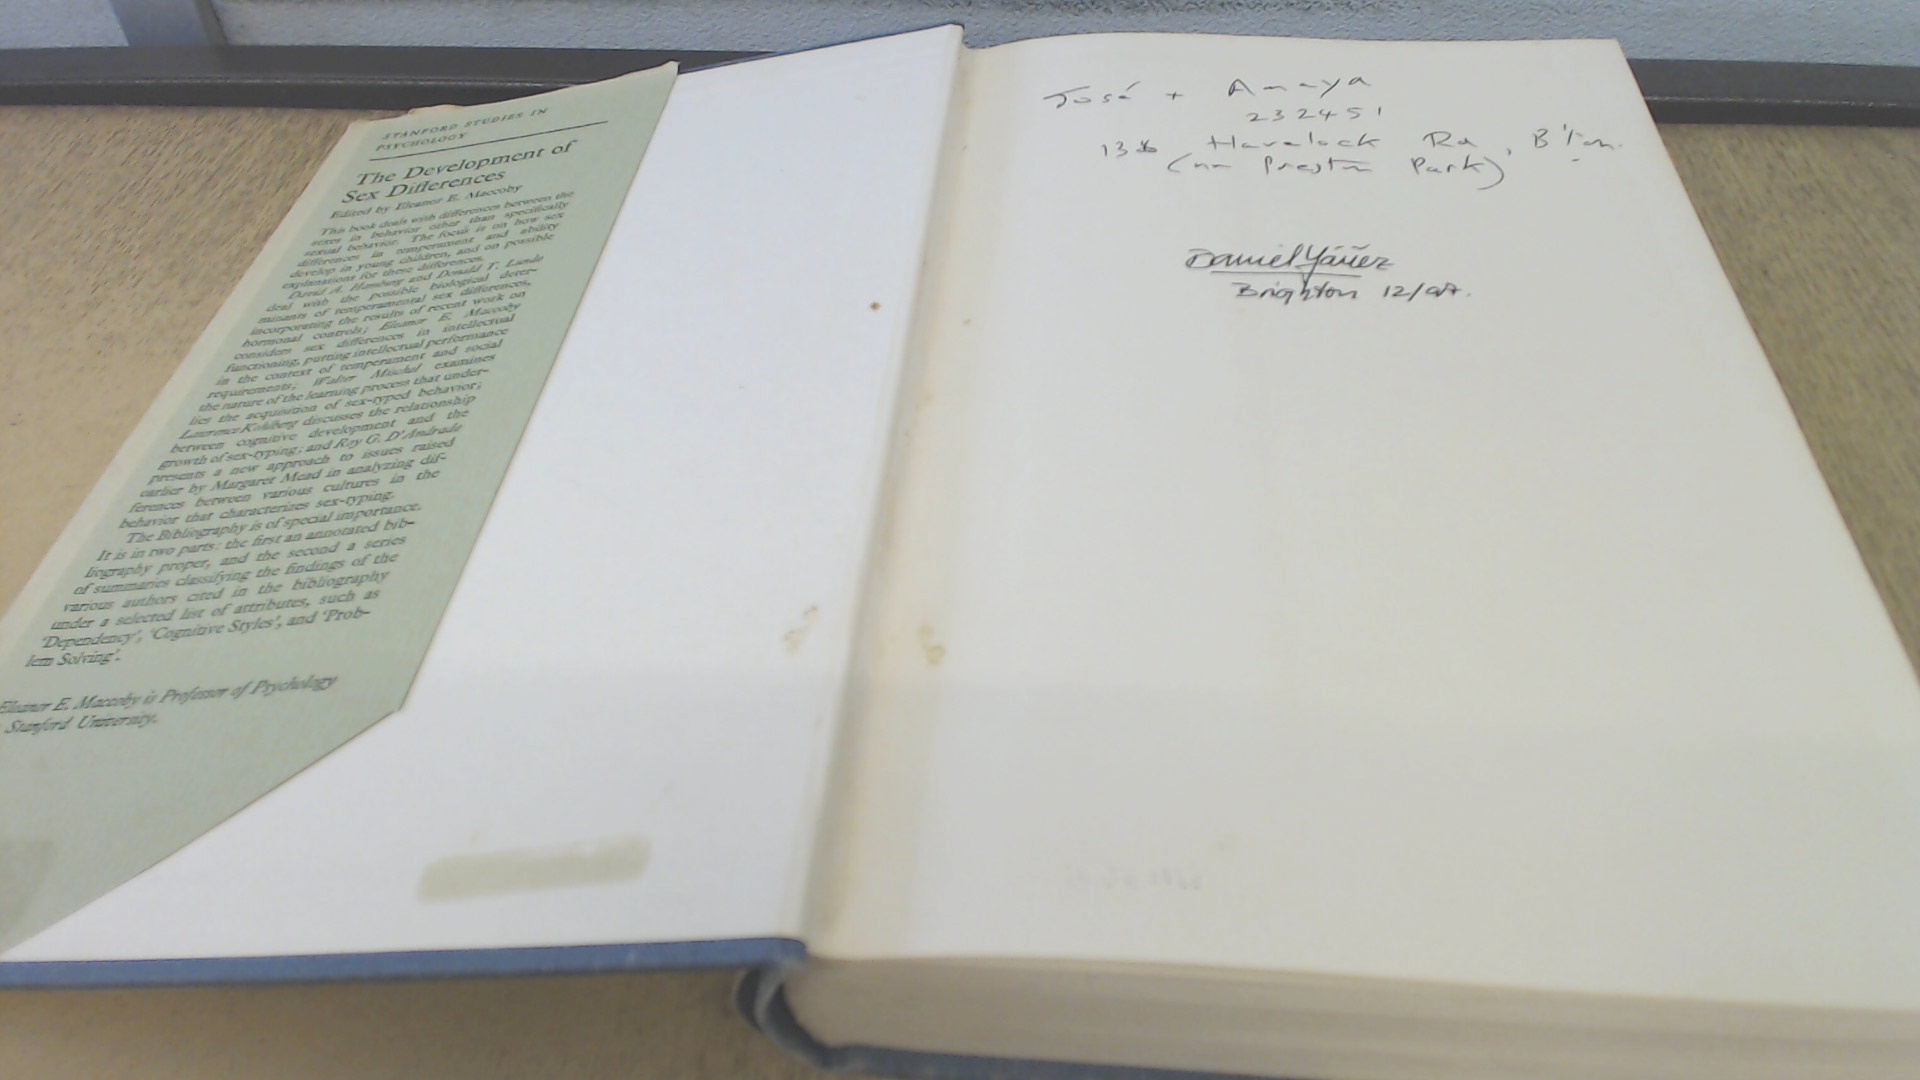 STANFORD STUDIES IN
PSYCHOLOGY
The Development of
Sex Differences
Edited by Eleanor E. Maccoby
This book deals with differences between the
sexes in behavior other than specifically
sexual behavior. The focus is on how sex
differences in temperament and ability
develop in young children, and on possible
explanations for these differences.
David A. Hamburg and Donald T. Lunde
deal with the possible biological deter-
minants of temperamental sex differences,
incorporating the results of recent work on
hormonal controls; Eleanor E. Maccoby
considers sex differences in intellectual
functioning, putting intellectual performance
in the context of temperament and social
requirements; Walter Mischel examines
the nature of the learning process that under-
lies the acquisition of sex-typed behavior;
Lawrence Kohlberg discusses the relationship
between cognitive development and the
growth of sex-typing; and Roy G. D'Andrade
presents a new approach to issues raised
earlier by Margaret Mead in analyzing dif-
ferences between various cultures in the
behavior that characterizes sex-typing.
The Bibliography is of special importance.
It is in two parts: the first an annotated bib-
liography proper, and the second a series
of summaries classifying the findings of the
various authors cited in the bibliography
under a selected list of attributes, such as
'Dependency', 'Cognitive Styles', and 'Prob-
lem Solving'.
Eleanor E. Maccoby is Professor of Psychology
Stanford University.
José + Amaya
232451
Havelock Rd, B'ton.
(nr Preston Park)
Daniel Yáñez
Brighton 12/97.